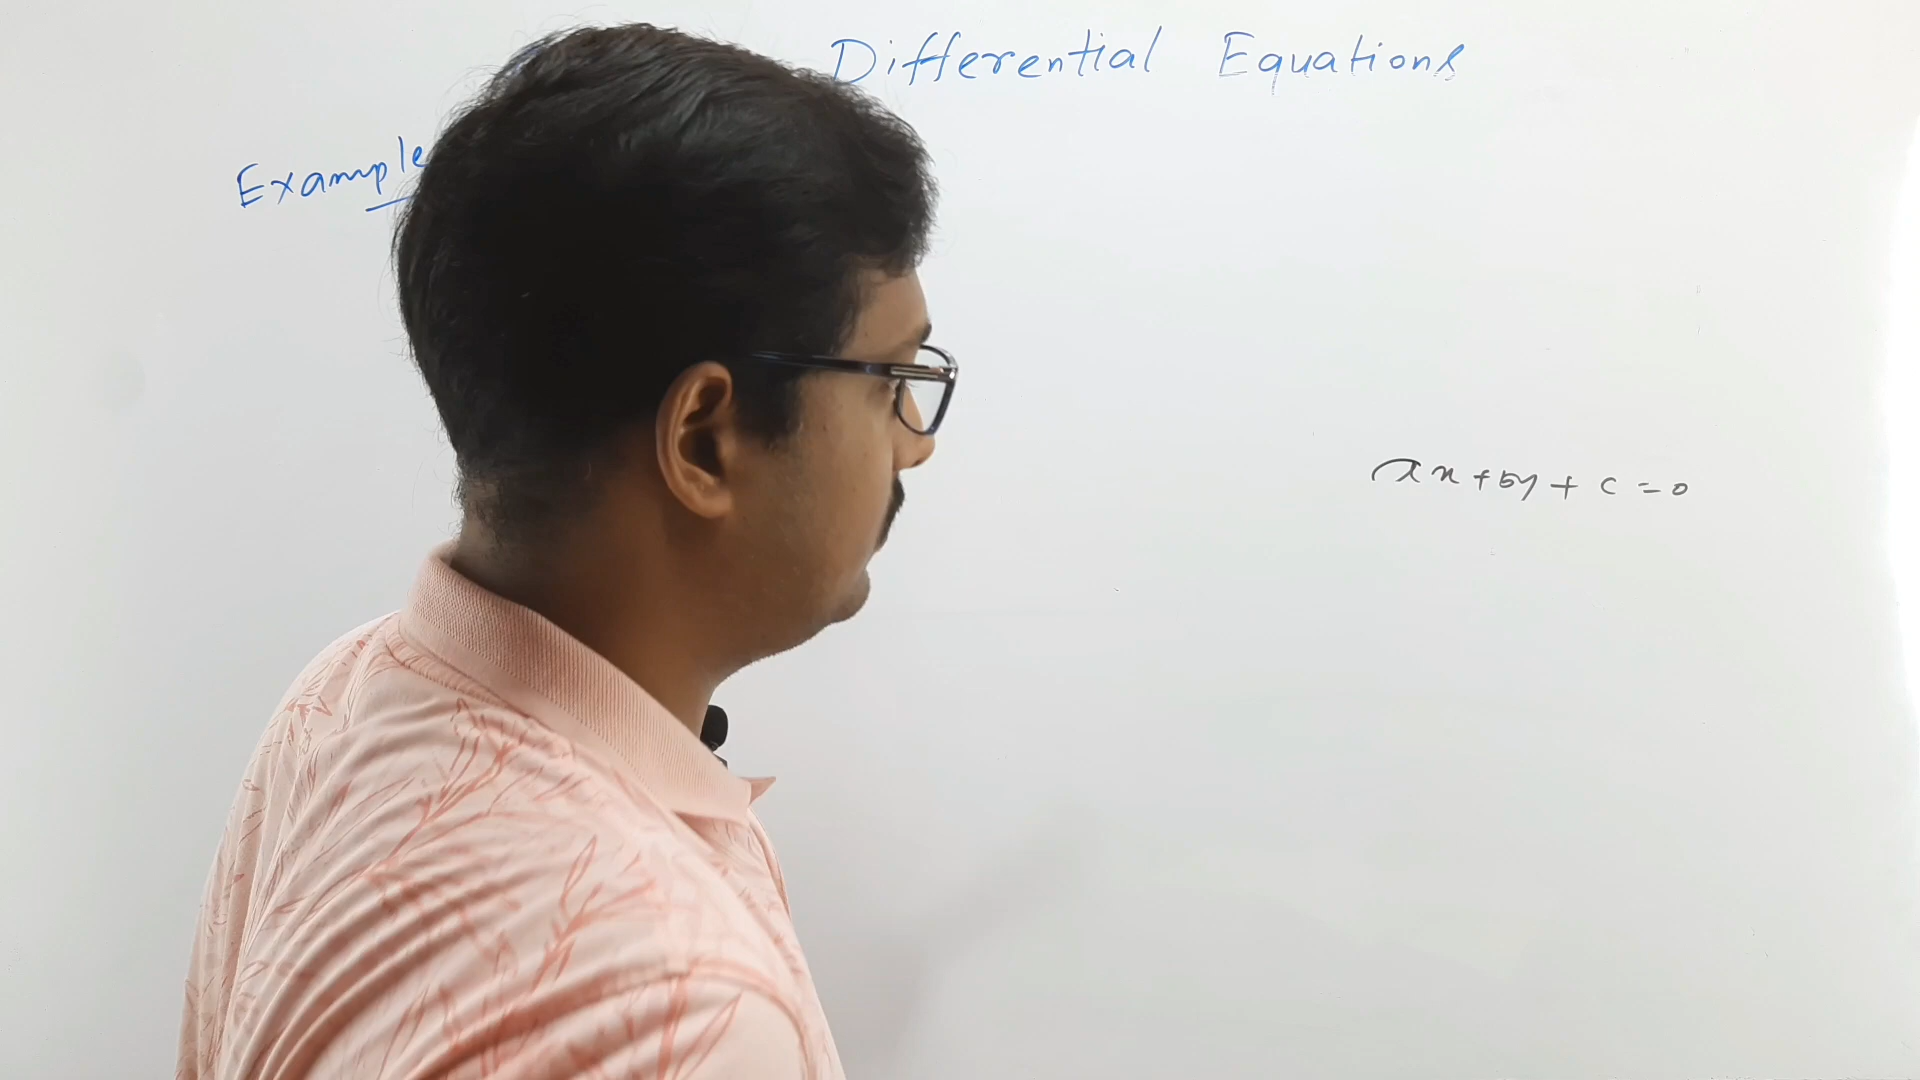 Differential Equations
Example
ax + by + c = 0